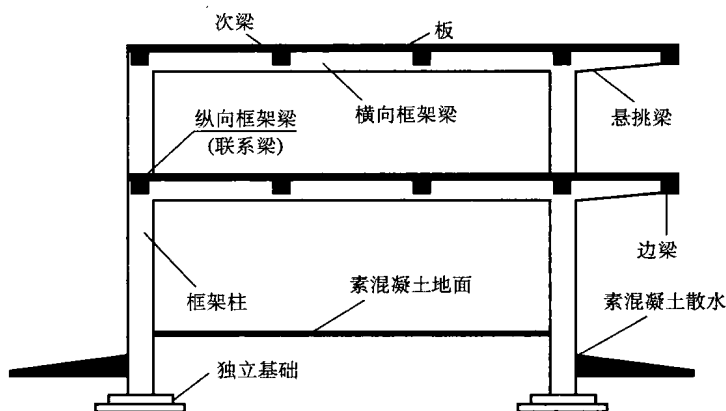 次梁
板
横向框架梁
悬挑梁
纵向框架梁
(联系梁)
边梁
框架柱
素混凝土地面
素混凝土散水
独立基础